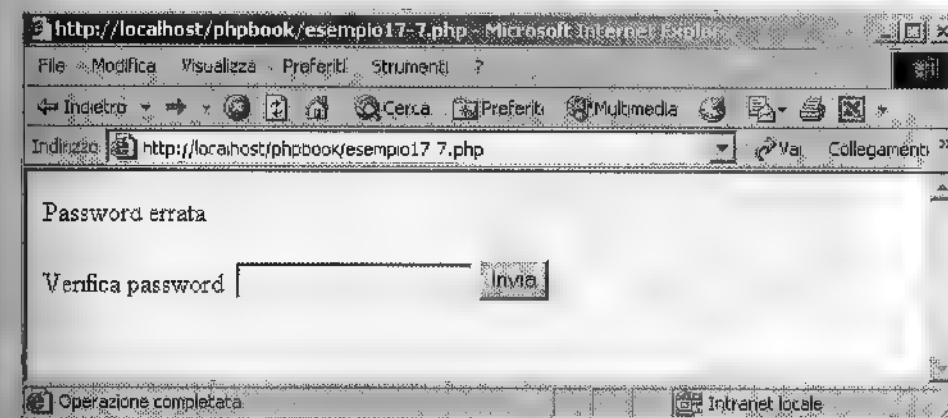 http://localhost/phpbook/esempio17-7.php - Microsoft Internet Explorer
File Modifica Visualizza Preferiti Strumenti ?
Indietro Cerca Preferiti Multimedia
Indirizzo http://localhost/phpbook/esempio17-7.php Vai Collegamenti »
Password errata
Verifica password Invia
Operazione completata Intranet locale